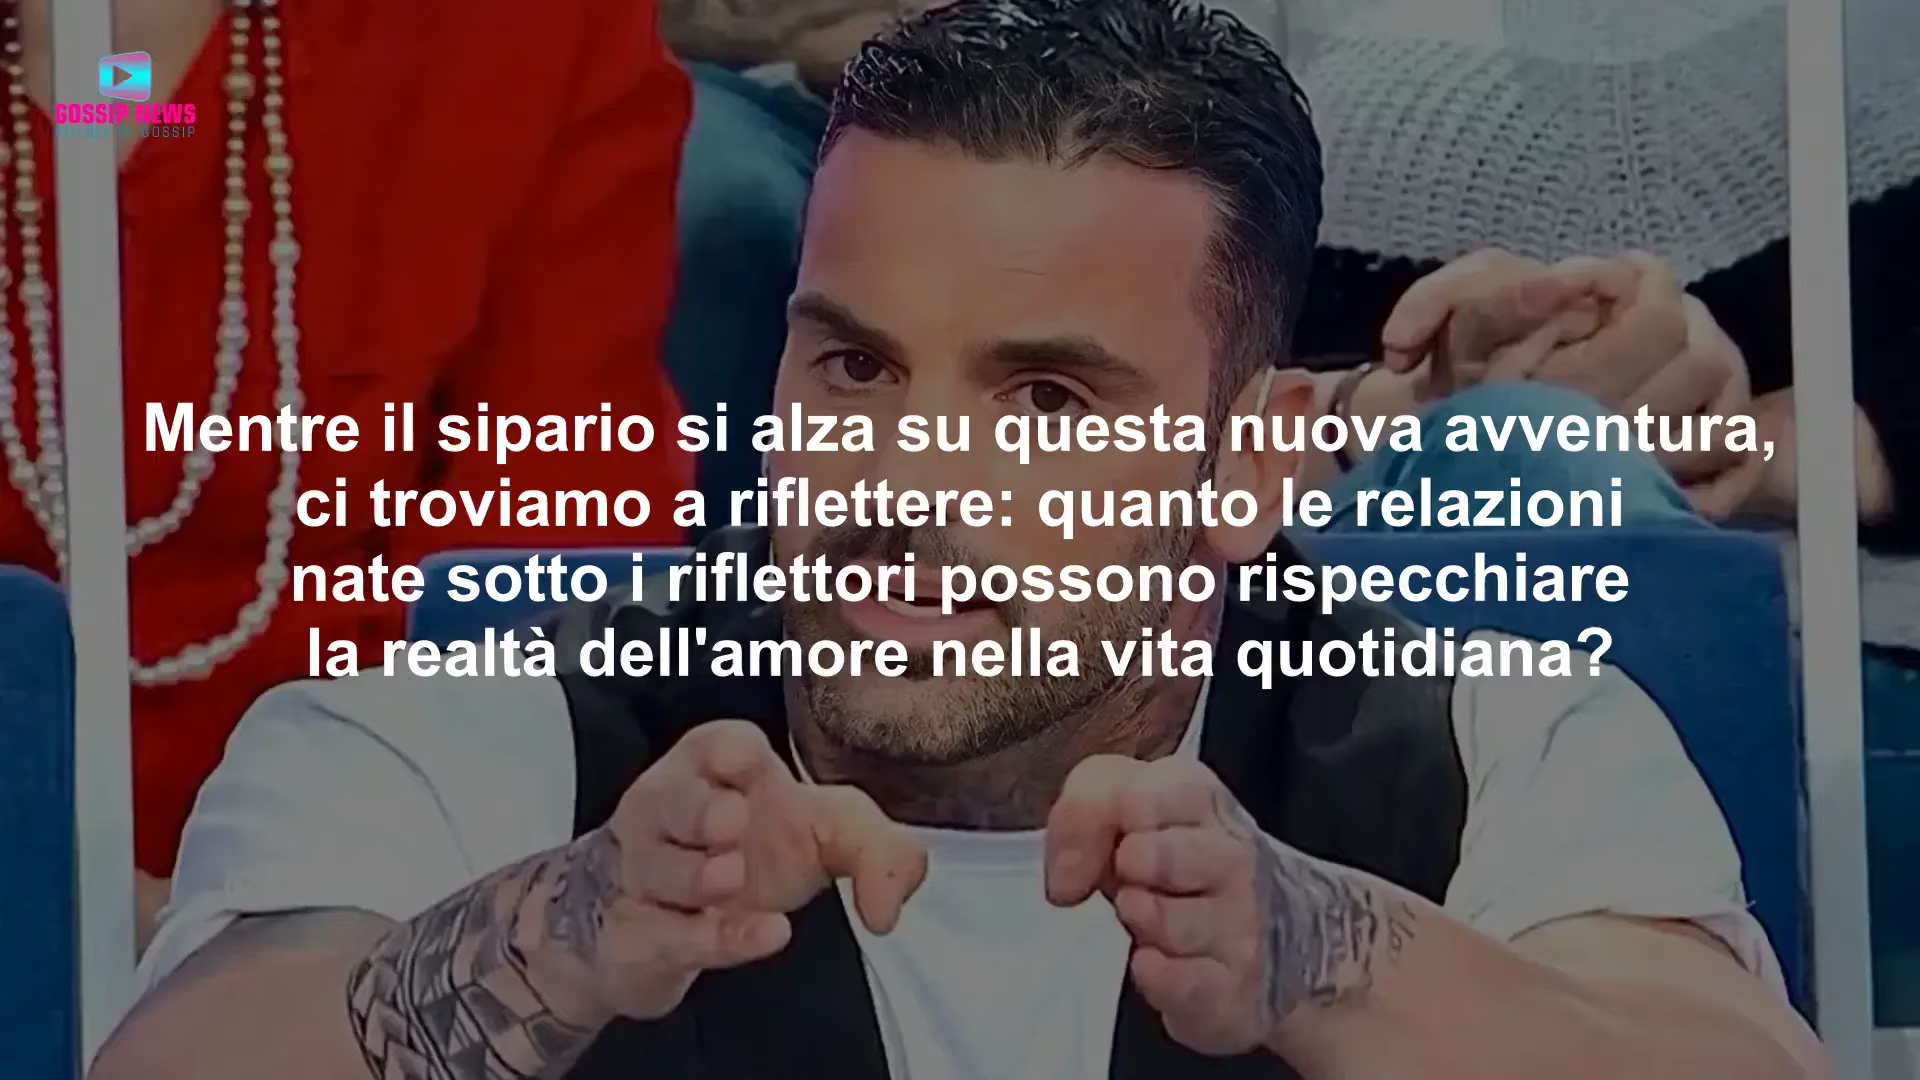 GOSSIP NEWS
Mentre il sipario si alza su questa nuova avventura,
ci troviamo a riflettere: quanto le relazioni
nate sotto i riflettori possono rispecchiare
la realtà dell'amore nella vita quotidiana?